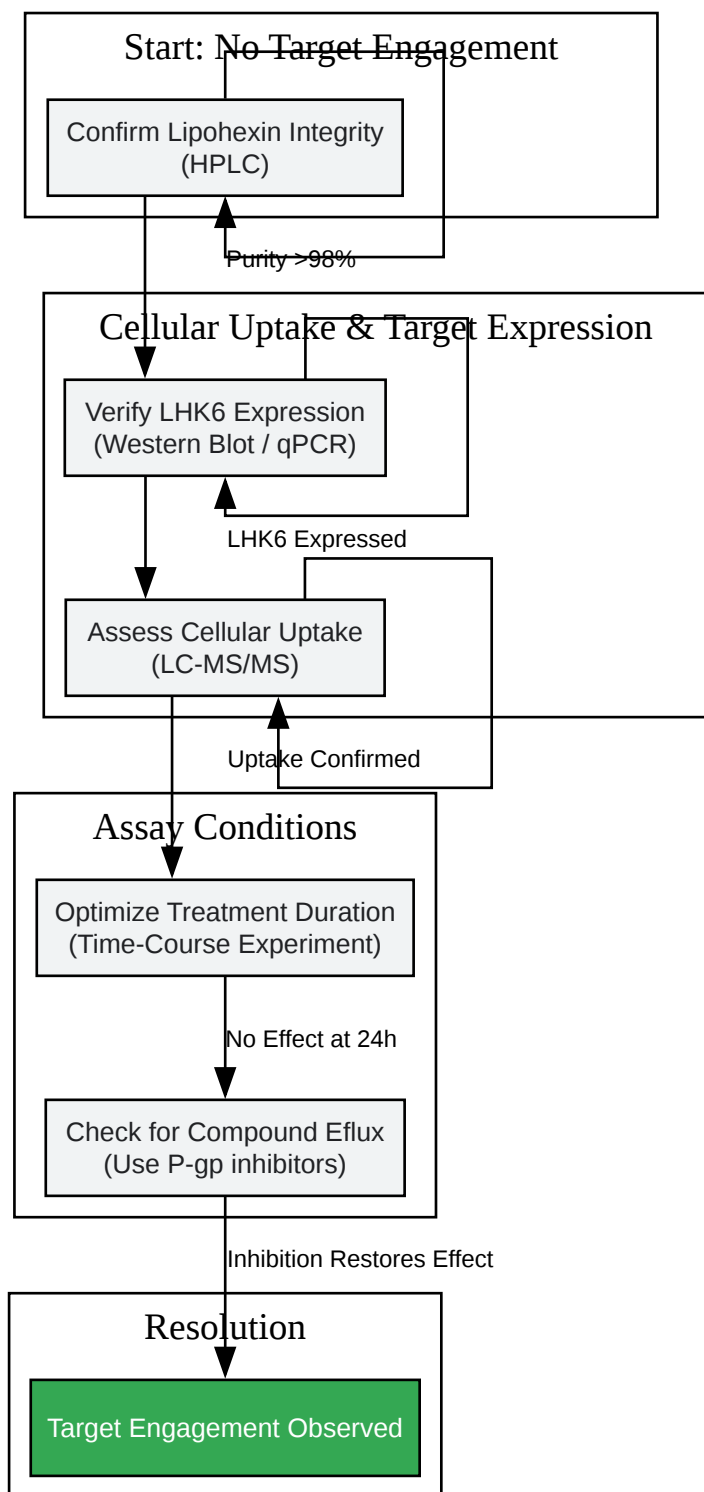 Start: No Target Engagement
Confirm Lipohexin Integrity
(HPLC)
Purity >98%
Cellular Uptake & Target Expression
Verify LHK6 Expression
(Western Blot / qPCR)
LHK6 Expressed
Assess Cellular Uptake
(LC-MS/MS)
Uptake Confirmed
Assay Conditions
Optimize Treatment Duration
(Time-Course Experiment)
No Effect at 24h
Check for Compound Eflux
(Use P-gp inhibitors)
Inhibition Restores Effect
Resolution
Target Engagement Observed